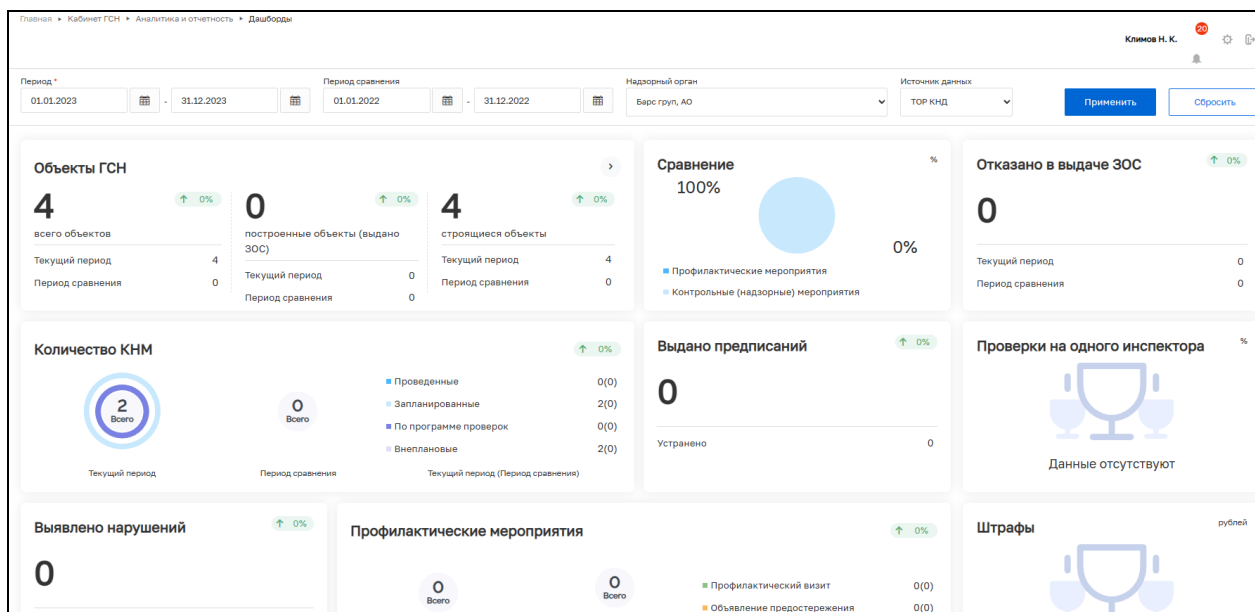 Главная ▸ Кабинет ГСН ▸ Аналитика и отчетность ▸ Дашборды
Климов Н. К.
20
Период *
Период сравнения
Надзорный орган
Источник данных
01.01.2023 - 31.12.2023
01.01.2022 - 31.12.2022
Барс груп, АО
ТОР КНД
Применить
Сбросить
Объекты ГСН
4
↑ 0%
всего объектов
Текущий период 4
Период сравнения 0
0
↑ 0%
построенные объекты (выдано
ЗОС)
Текущий период 0
Период сравнения 0
4
↑ 0%
строящиеся объекты
Текущий период 4
Период сравнения 0
Сравнение
%
100%
0%
Профилактические мероприятия
Контрольные (надзорные) мероприятия
Отказано в выдаче ЗОС
↑ 0%
0
Текущий период 0
Период сравнения 0
Количество КНМ
↑ 0%
2
Всего
Текущий период
0
Всего
Период сравнения
Проведенные 0(0)
Запланированные 2(0)
По программе проверок 0(0)
Внеплановые 2(0)
Текущий период (Период сравнения)
Выдано предписаний
↑ 0%
0
Устранено 0
Проверки на одного инспектора
%
Данные отсутствуют
Выявлено нарушений
↑ 0%
0
Профилактические мероприятия
↑ 0%
0
Всего
0
Всего
Профилактический визит 0(0)
Объявление предостережения 0(0)
Штрафы
рублей